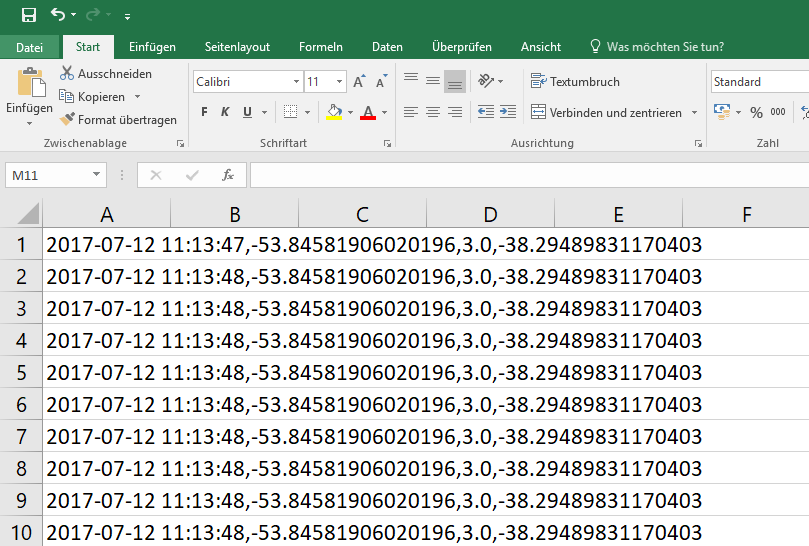 Datei Start Einfügen Seitenlayout Formeln Daten Überprüfen Ansicht Was möchten Sie tun?
Einfügen
Ausschneiden
Kopieren
Format übertragen
Zwischenablage
Calibri 11
F K U A
Schriftart
Textumbruch
Verbinden und zentrieren
Ausrichtung
Standard
% 000
Zahl
M11 fx
A B C D E F
1 2017-07-12 11:13:47,-53.84581906020196,3.0,-38.29489831170403
2 2017-07-12 11:13:48,-53.84581906020196,3.0,-38.29489831170403
3 2017-07-12 11:13:48,-53.84581906020196,3.0,-38.29489831170403
4 2017-07-12 11:13:48,-53.84581906020196,3.0,-38.29489831170403
5 2017-07-12 11:13:48,-53.84581906020196,3.0,-38.29489831170403
6 2017-07-12 11:13:48,-53.84581906020196,3.0,-38.29489831170403
7 2017-07-12 11:13:48,-53.84581906020196,3.0,-38.29489831170403
8 2017-07-12 11:13:48,-53.84581906020196,3.0,-38.29489831170403
9 2017-07-12 11:13:48,-53.84581906020196,3.0,-38.29489831170403
10 2017-07-12 11:13:48,-53.84581906020196,3.0,-38.29489831170403